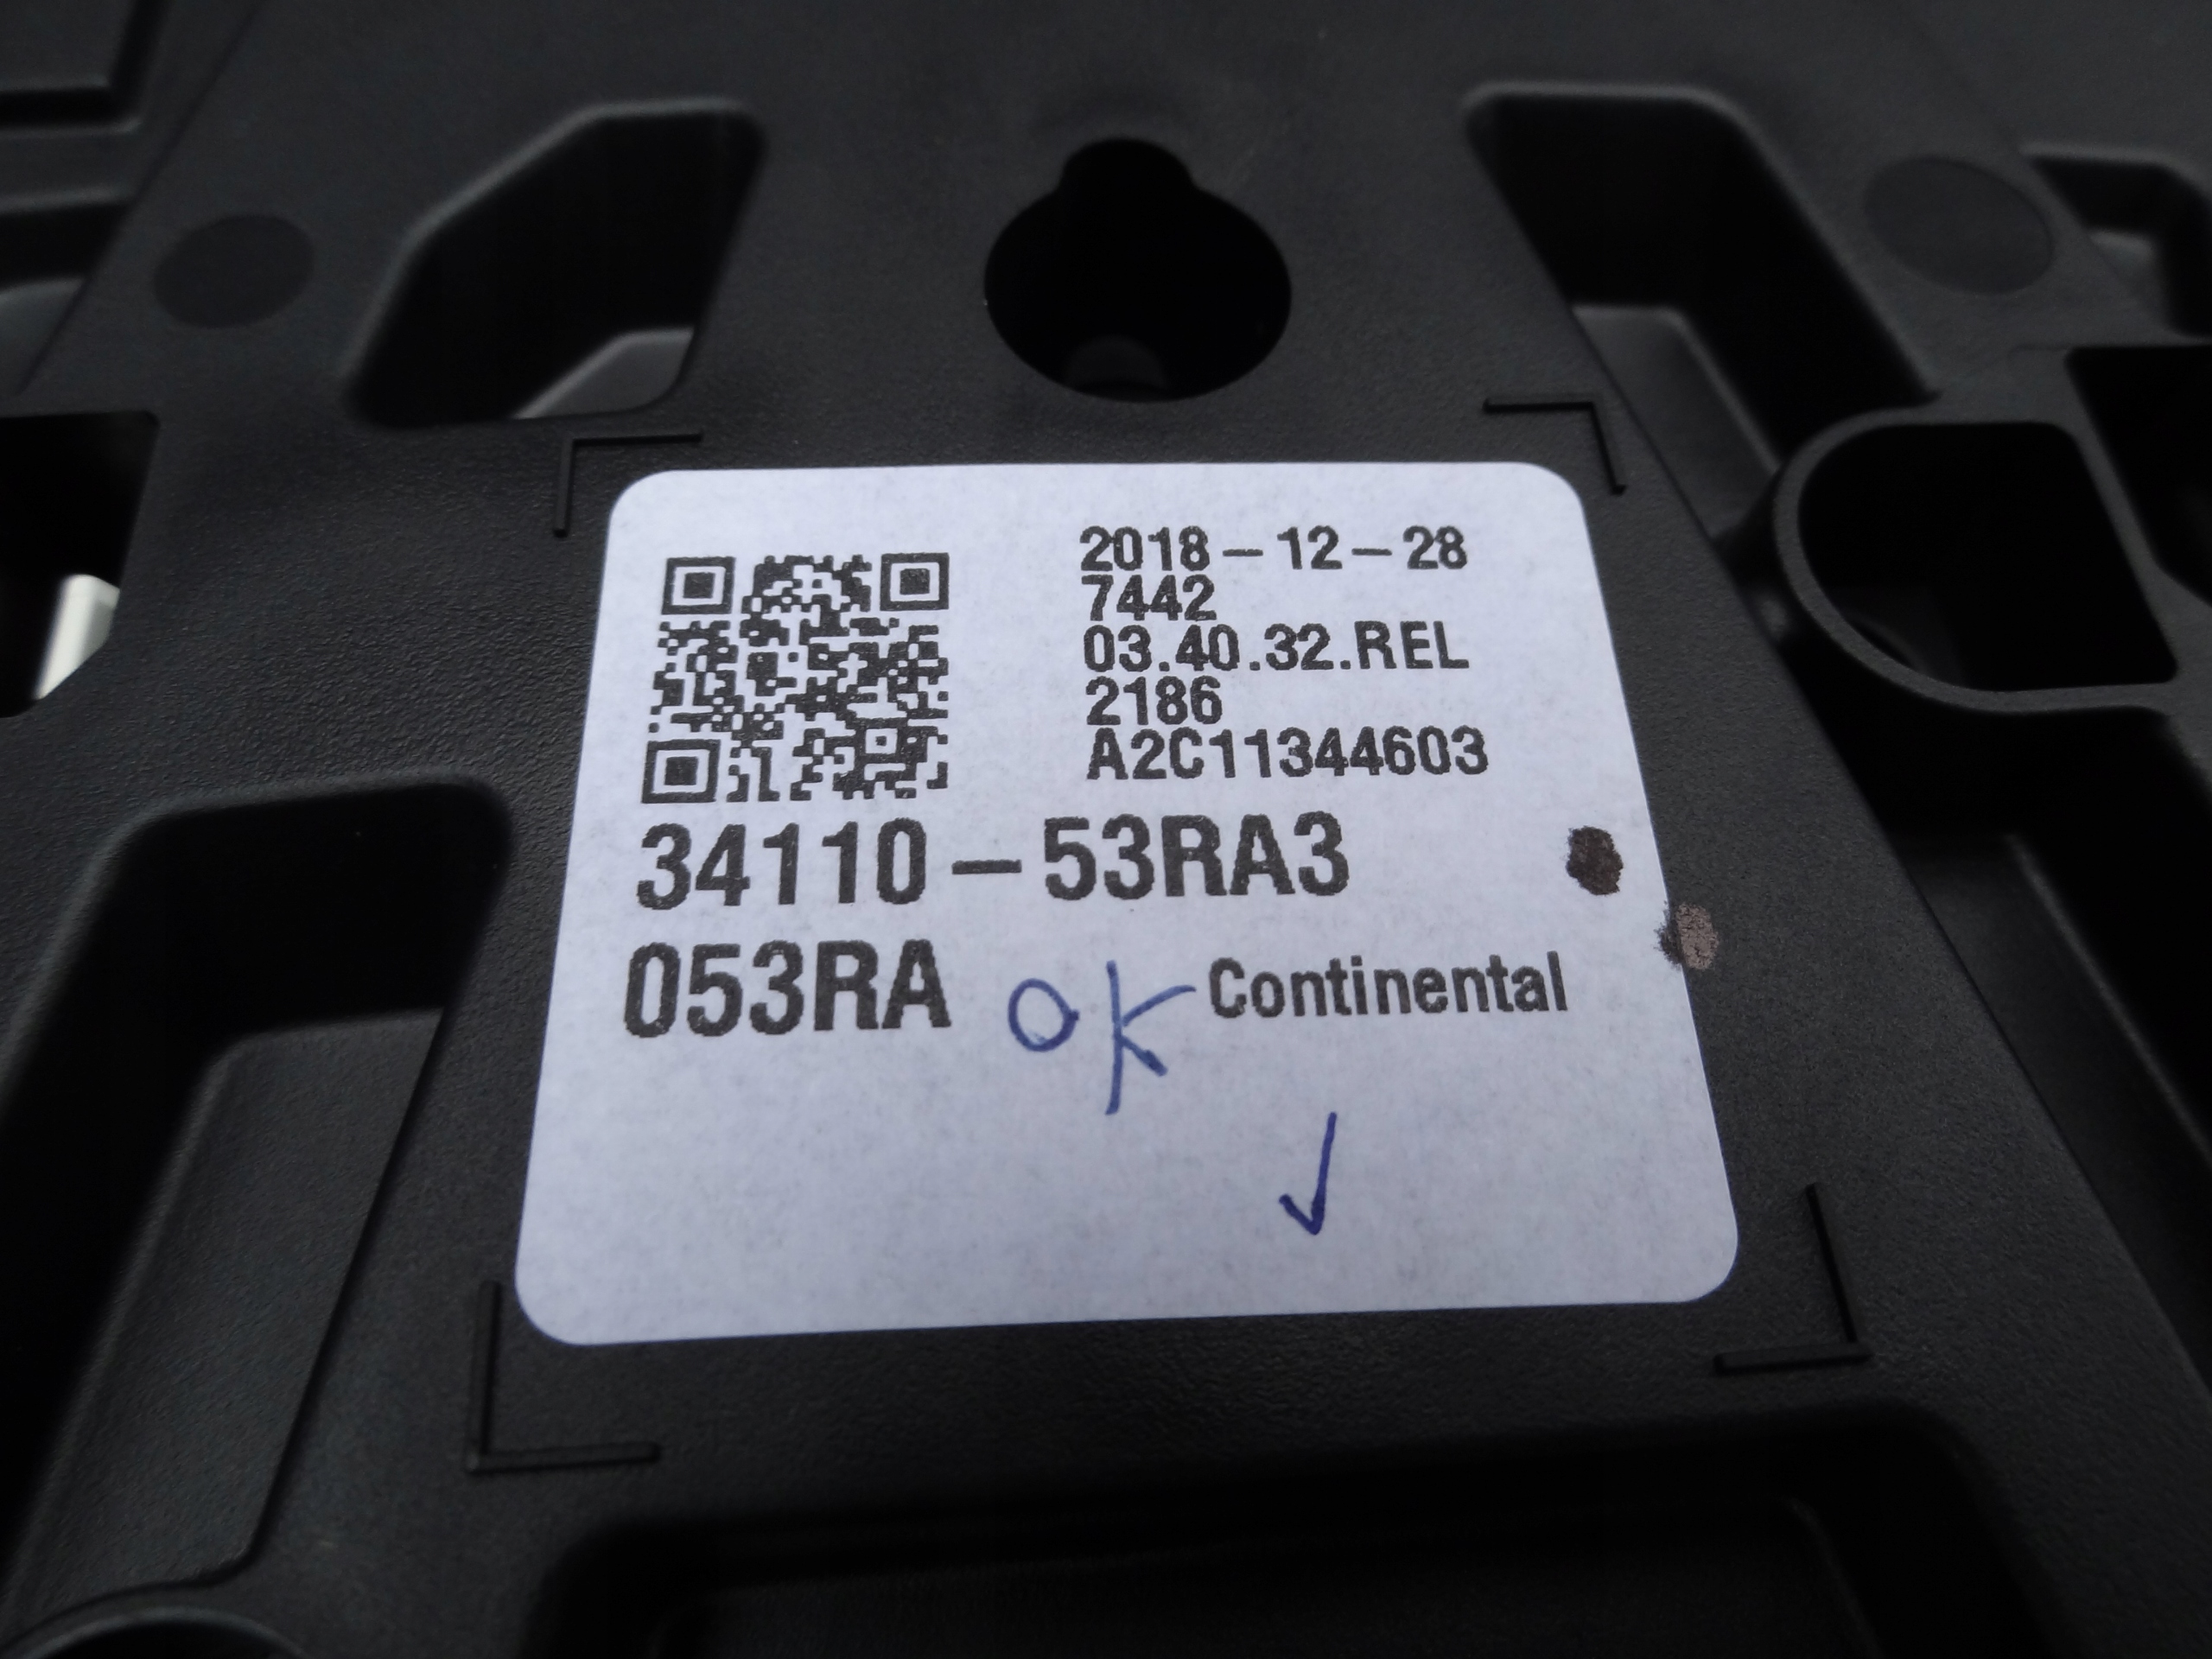 2018-12-28
7442
03.40.32.REL
2186
A2C11344603
34110-53RA3
053RA OK Continental
✓